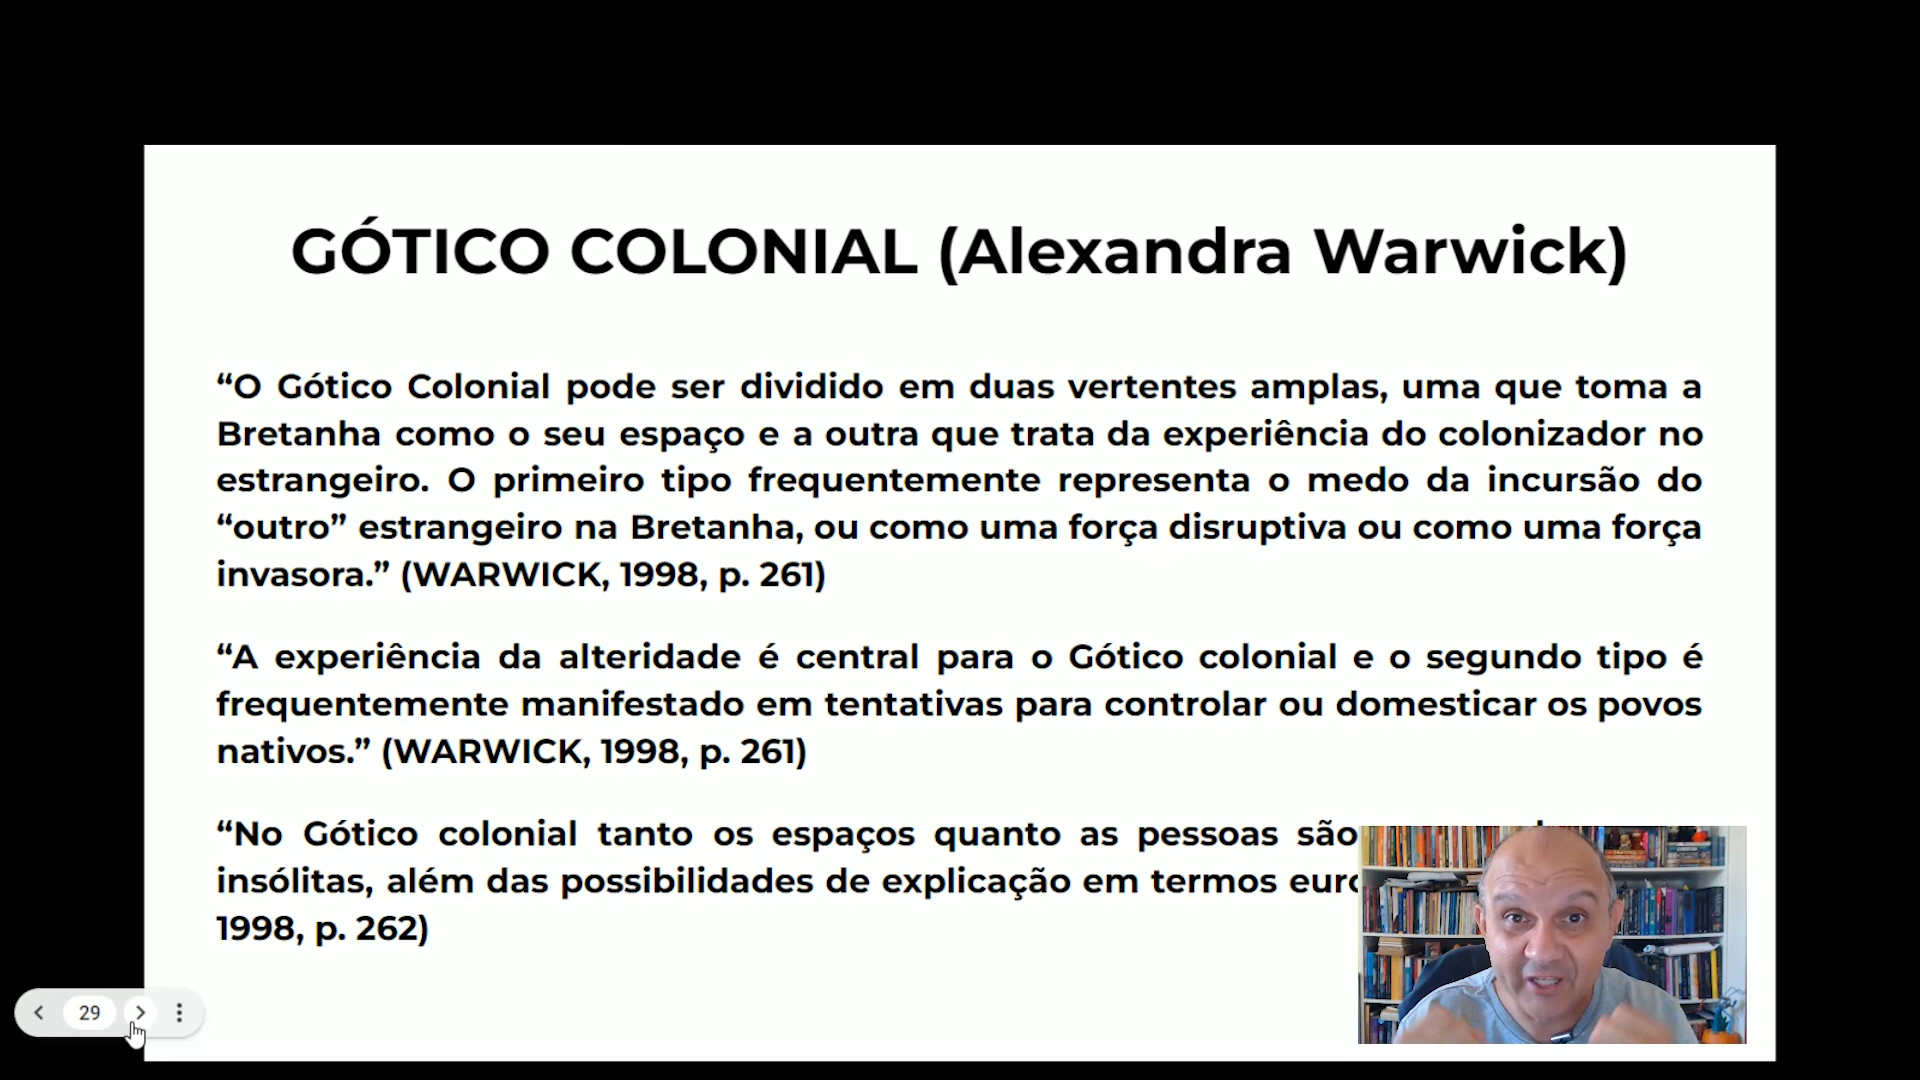 GÓTICO COLONIAL (Alexandra Warwick)
“O Gótico Colonial pode ser dividido em duas vertentes amplas, uma que toma a
Bretanha como o seu espaço e a outra que trata da experiência do colonizador no
estrangeiro. O primeiro tipo frequentemente representa o medo da incursão do
“outro” estrangeiro na Bretanha, ou como uma força disruptiva ou como uma força
invasora.” (WARWICK, 1998, p. 261)
“A experiência da alteridade é central para o Gótico colonial e o segundo tipo é
frequentemente manifestado em tentativas para controlar ou domesticar os povos
nativos.” (WARWICK, 1998, p. 261)
“No Gótico colonial tanto os espaços quanto as pessoas são
insólitas, além das possibilidades de explicação em termos
1998, p. 262)
29